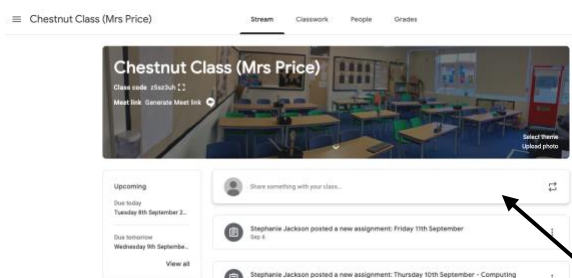 Chestnut Class (Mrs Price)
Stream Classwork People Grades
Chestnut Class (Mrs Price)
Class code z5sz3uh
Meet link Generate Meet link
Select theme
Upload photo
Upcoming
Due today
Tuesday 8th September 2...
Due tomorrow
Wednesday 9th Septembe...
View all
Share something with your class...
Stephanie Jackson posted a new assignment: Friday 11th September
Sep 4
Stephanie Jackson posted a new assignment: Thursday 10th September - Computing